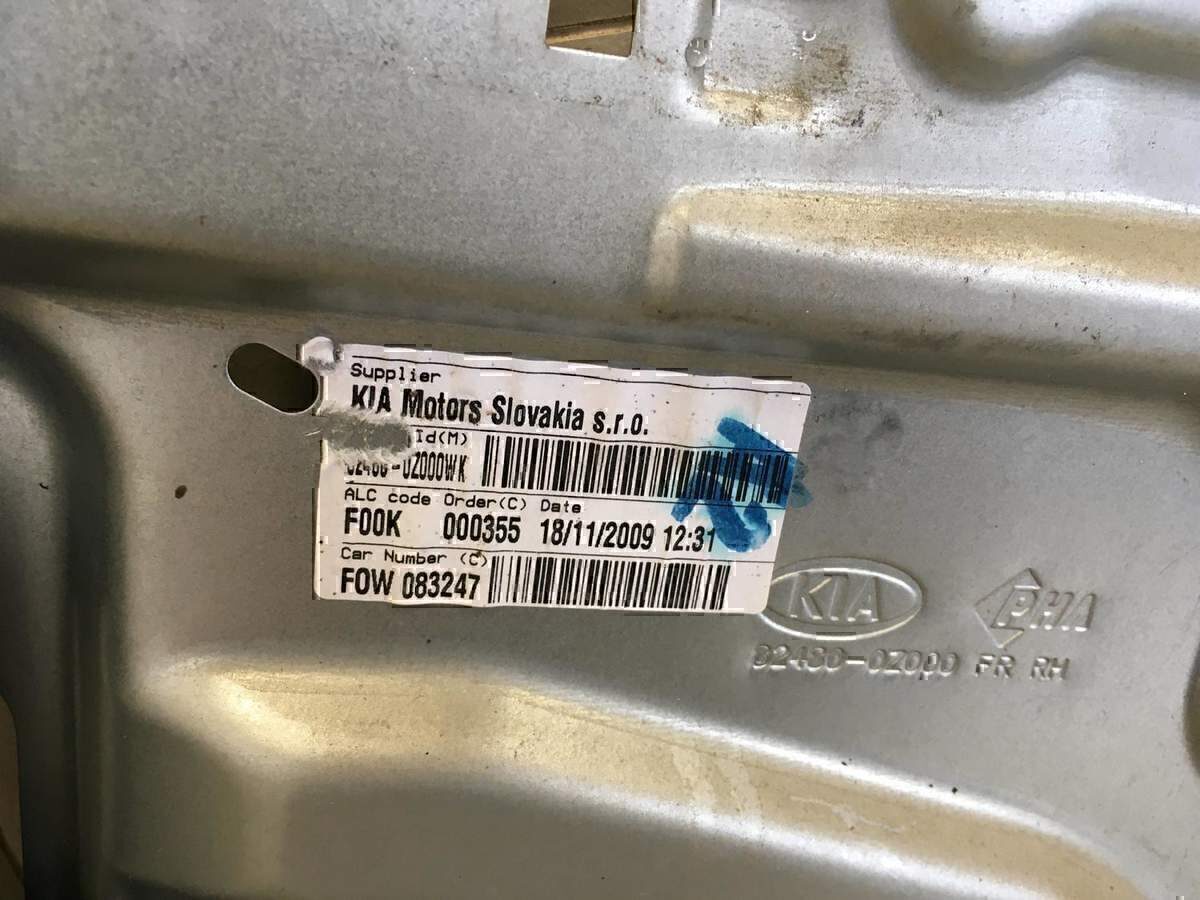 Supplier
KIA Motors Slovakia s.r.o.
Id(M)
ALC code Order(C) Date
F00K 000355 18/11/2009 12:31
Car Number (C)
F0W 083247
KIA
PHA
82480-0Z000 FR RH